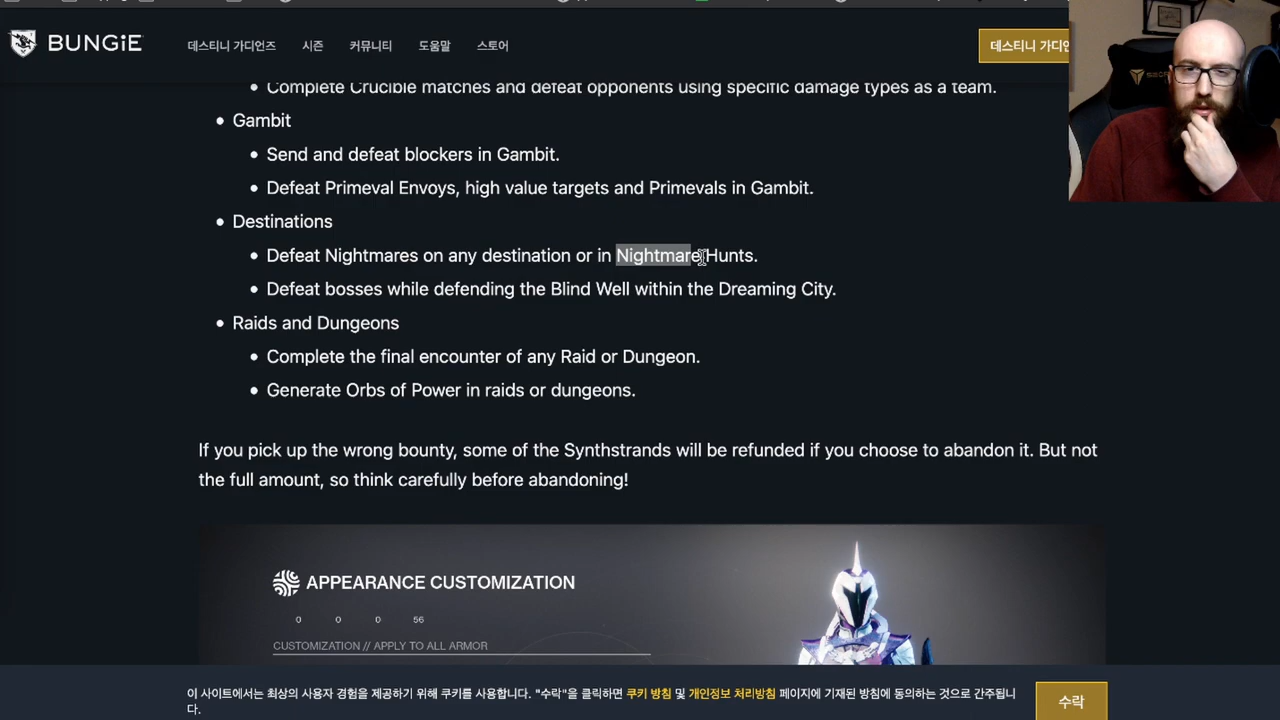 BUNGiE
데스티니 가디언즈 시즌 커뮤니티 도움말 스토어
데스티니
• Complete Crucible matches and defeat opponents using specific damage types as a team.
• Gambit
• Send and defeat blockers in Gambit.
• Defeat Primeval Envoys, high value targets and Primevals in Gambit.
• Destinations
• Defeat Nightmares on any destination or in Nightmare Hunts.
• Defeat bosses while defending the Blind Well within the Dreaming City.
• Raids and Dungeons
• Complete the final encounter of any Raid or Dungeon.
• Generate Orbs of Power in raids or dungeons.
If you pick up the wrong bounty, some of the Synthstrands will be refunded if you choose to abandon it. But not
the full amount, so think carefully before abandoning!
APPEARANCE CUSTOMIZATION
0 0 0 56
CUSTOMIZATION // APPLY TO ALL ARMOR
이 사이트에서는 최상의 사용자 경험을 제공하기 위해 쿠키를 사용합니다. "수락"을 클릭하면 쿠키 방침 및 개인정보 처리방침 페이지에 기재된 방침에 동의하는 것으로 간주됩니
다.
수락